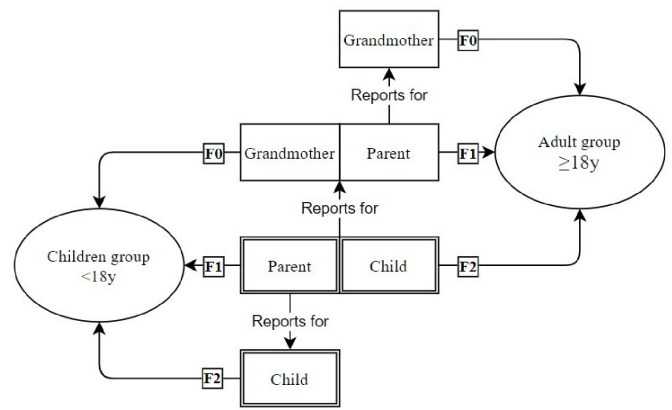 Grandmother F0
Reports for
F0 Grandmother Parent F1
Adult group
≥18y
Reports for
Children group
<18y
F1 Parent Child F2
Reports for
F2 Child